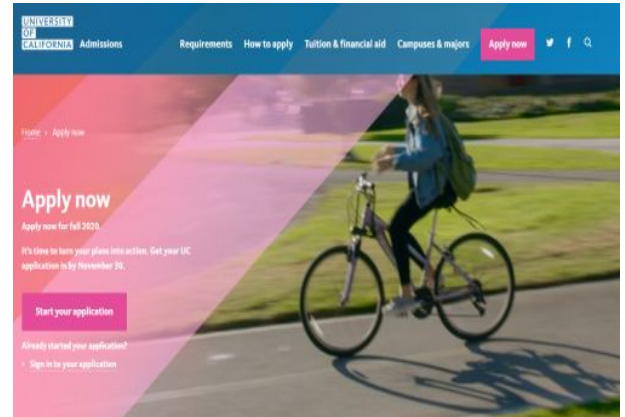 UNIVERSITY
OF
CALIFORNIA Admissions
Requirements How to apply Tuition & financial aid Campuses & majors Apply now
Home › Apply now
Apply now
Apply now for fall 2020.
It's time to turn your plans into action. Get your UC
application in by November 30.
Start your application
Already started your application?
› Sign in to your application